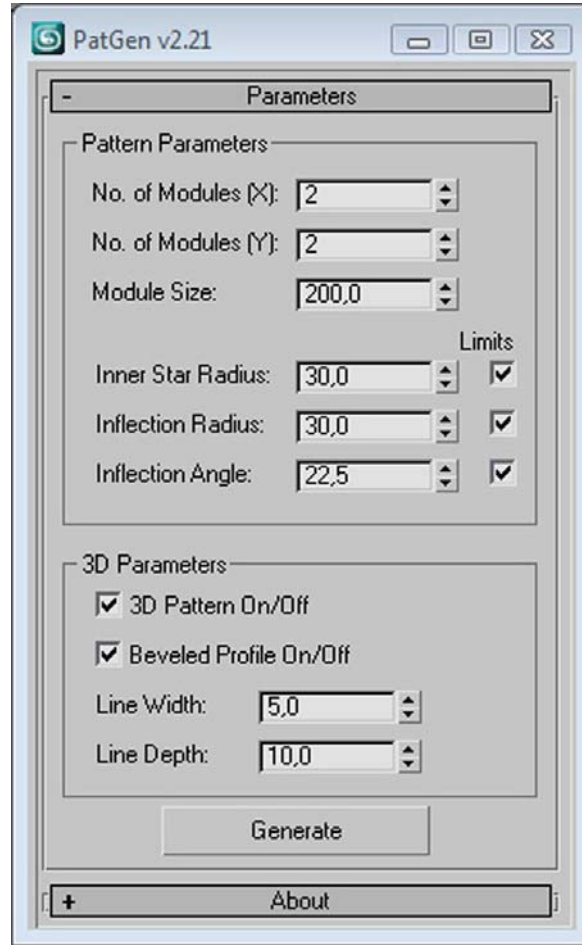 PatGen v2.21
- Parameters
Pattern Parameters
No. of Modules (X): 2
No. of Modules (Y): 2
Module Size: 200,0
Limits
Inner Star Radius: 30,0
Inflection Radius: 30,0
Inflection Angle: 22,5
3D Parameters
3D Pattern On/Off
Beveled Profile On/Off
Line Width: 5,0
Line Depth: 10,0
Generate
+ About